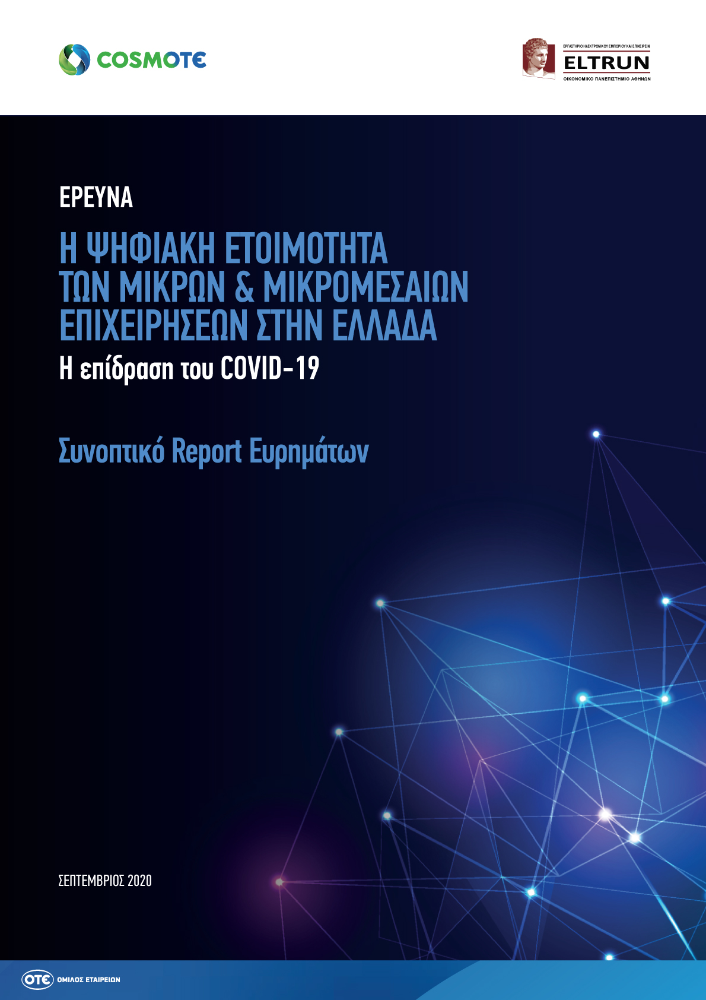 COSMOTE
ΕΡΓΑΣΤΗΡΙΟ ΗΛΕΚΤΡΟΝΙΚΟΥ ΕΜΠΟΡΙΟΥ ΚΑΙ ΕΠΙΧΕΙΡΕΙΝ
ELTRUN
ΟΙΚΟΝΟΜΙΚΟ ΠΑΝΕΠΙΣΤΗΜΙΟ ΑΘΗΝΩΝ
ΕΡΕΥΝΑ
Η ΨΗΦΙΑΚΗ ΕΤΟΙΜΟΤΗΤΑ
ΤΩΝ ΜΙΚΡΩΝ & ΜΙΚΡΟΜΕΣΑΙΩΝ
ΕΠΙΧΕΙΡΗΣΕΩΝ ΣΤΗΝ ΕΛΛΑΔΑ
Η επίδραση του COVID-19
Συνοπτικό Report Ευρημάτων
ΣΕΠΤΕΜΒΡΙΟΣ 2020
ΟΤΕ ΟΜΙΛΟΣ ΕΤΑΙΡΕΙΩΝ